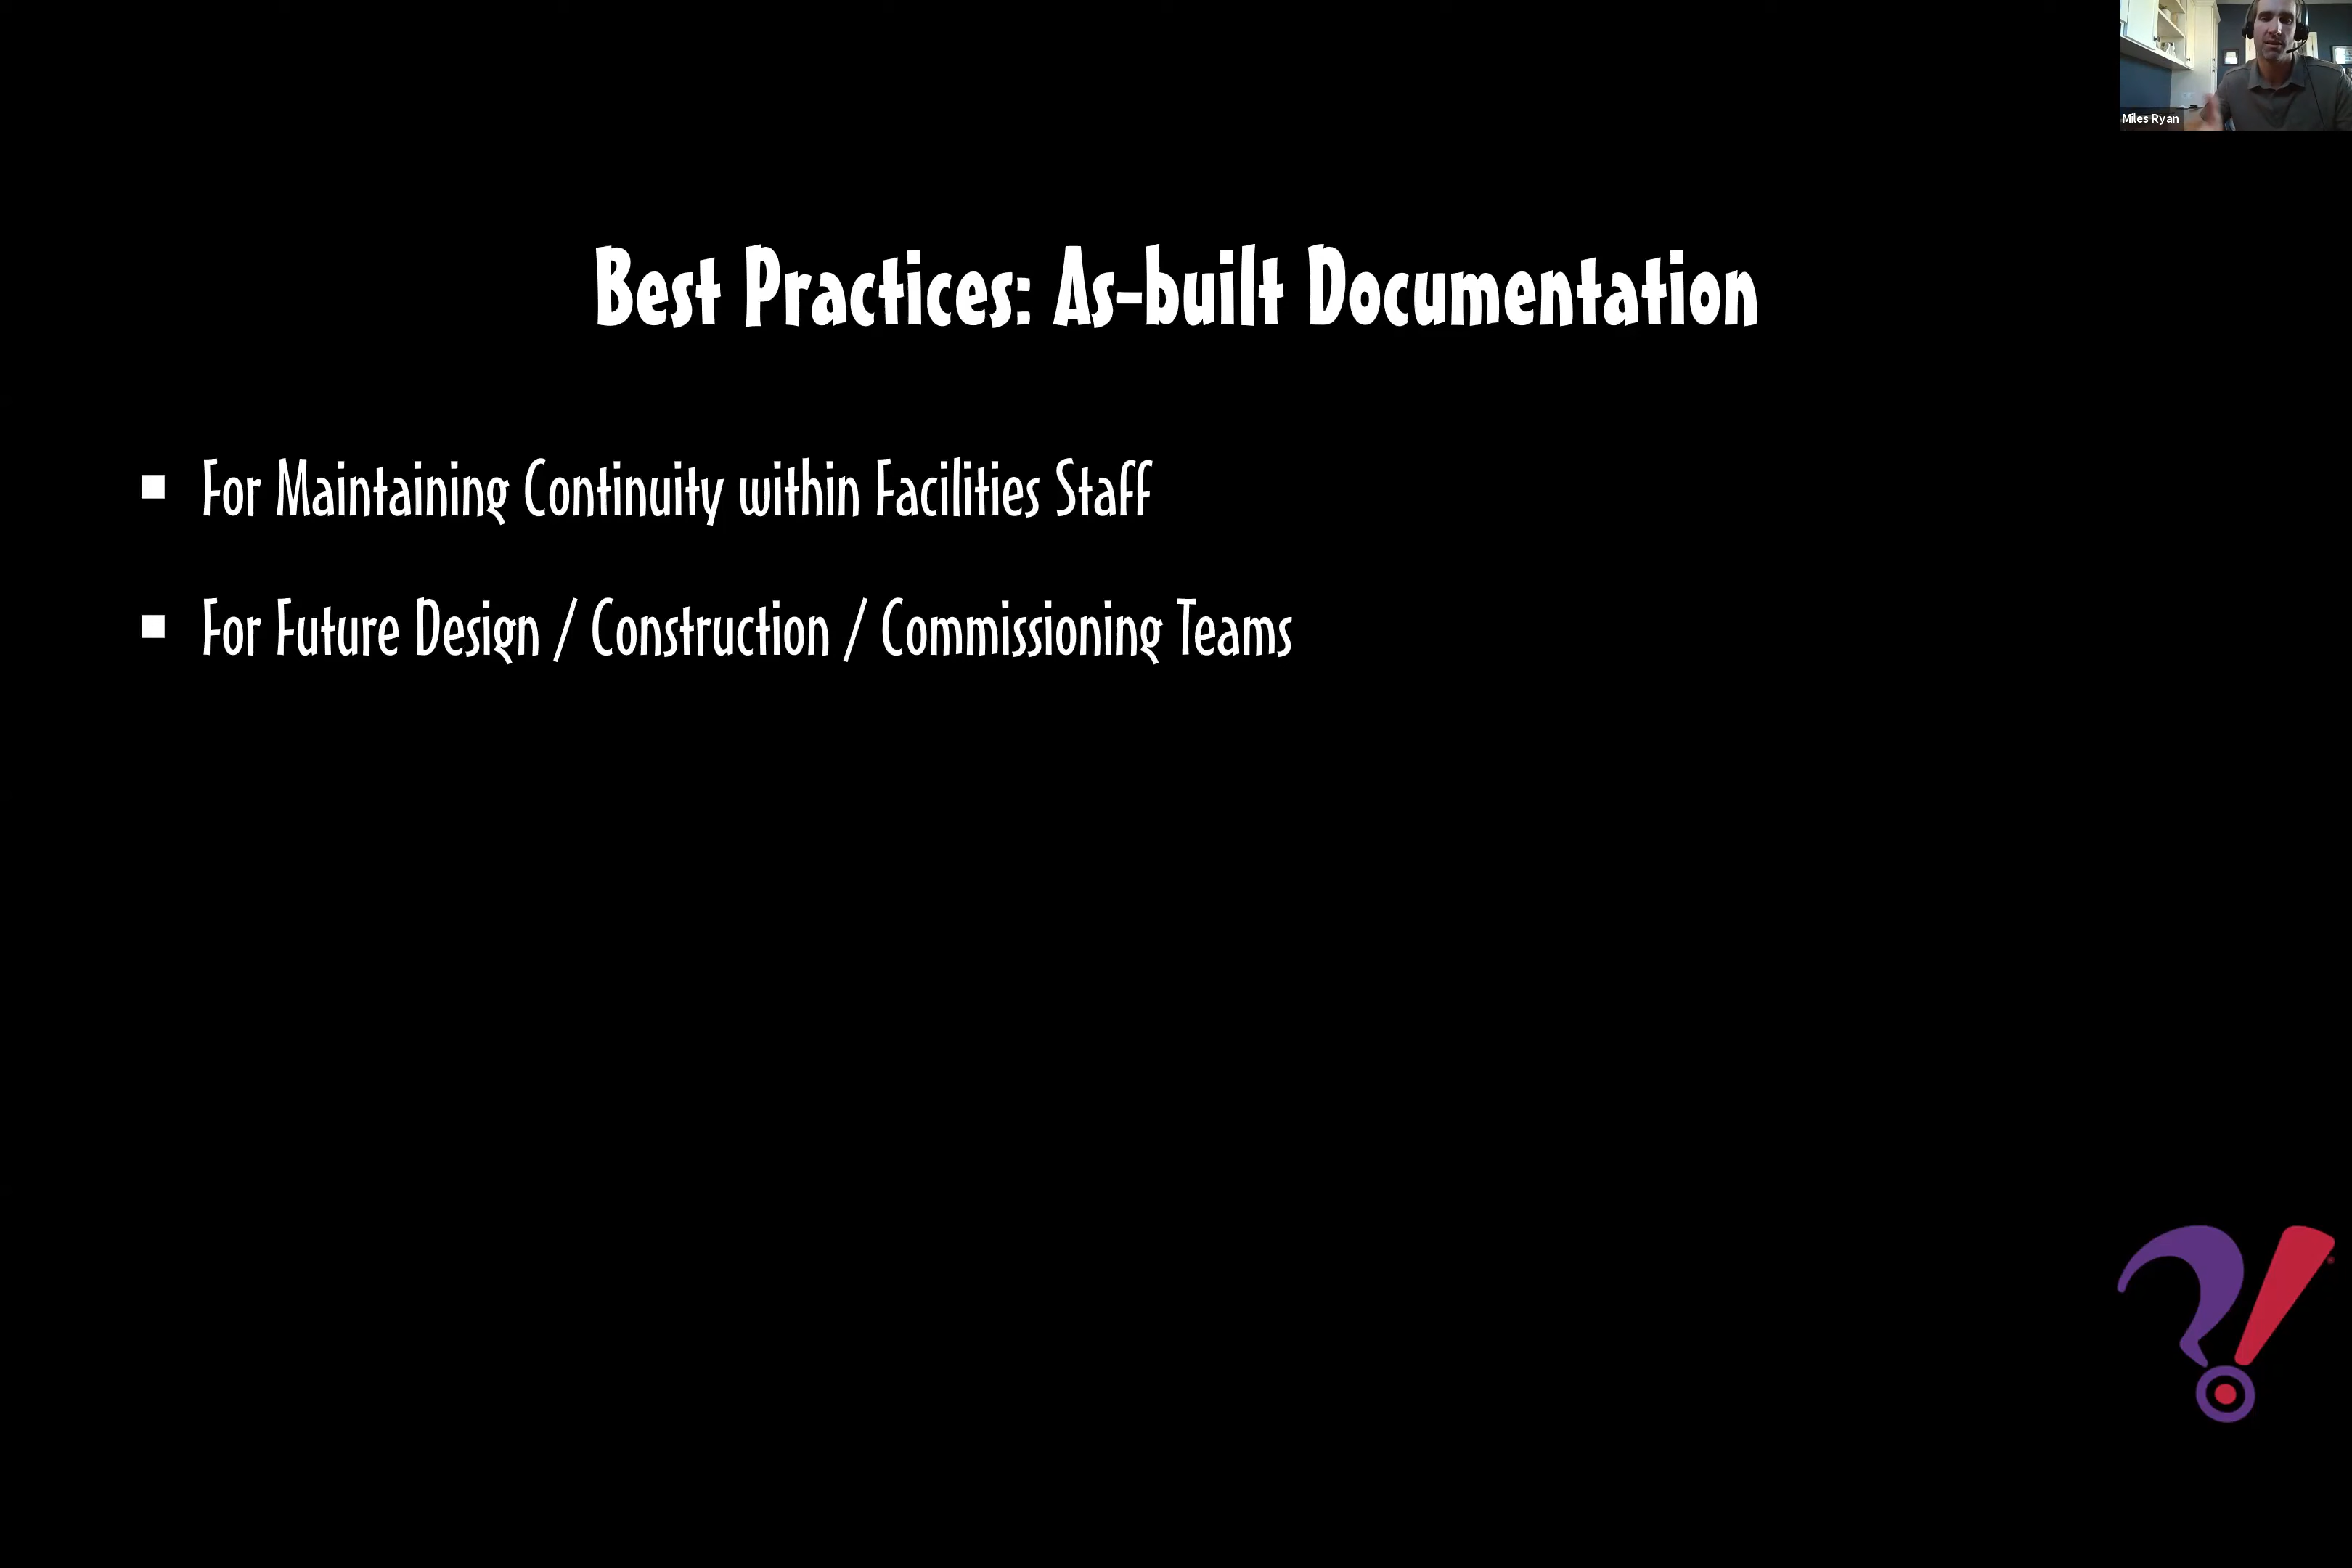 Miles Ryan
Best Practices: As-built Documentation
For Maintaining Continuity within Facilities Staff
For Future Design / Construction / Commissioning Teams